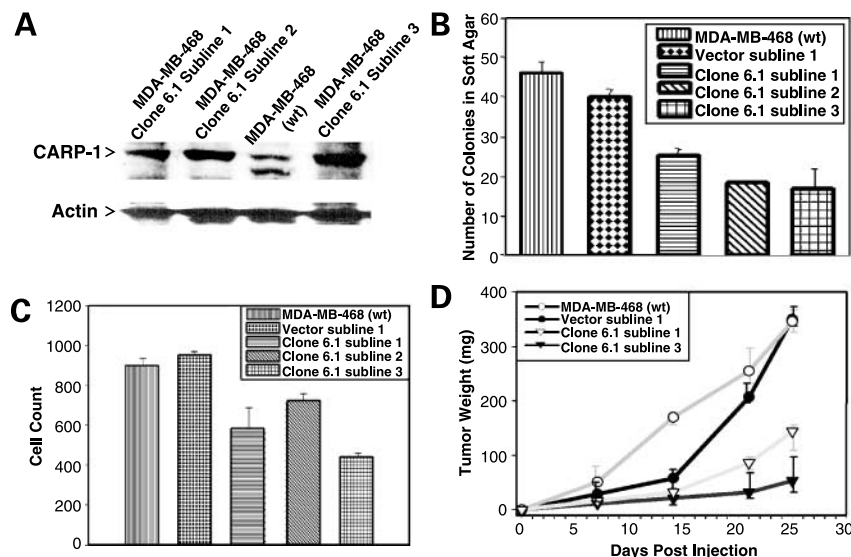 A
MDA-MB-468
Clone 6.1 Subline 1
MDA-MB-468
Clone 6.1 Subline 2
MDA-MB-468
(wt)
MDA-MB-468
Clone 6.1 Subline 3
CARP-1 >
Actin >
B
Number of Colonies in Soft Agar
60
50
40
30
20
10
0
MDA-MB-468 (wt)
Vector subline 1
Clone 6.1 subline 1
Clone 6.1 subline 2
Clone 6.1 subline 3
C
Cell Count
1200
1000
800
600
400
200
0
MDA-MB-468 (wt)
Vector subline 1
Clone 6.1 subline 1
Clone 6.1 subline 2
Clone 6.1 subline 3
D
Tumor Weight (mg)
400
300
200
100
0
MDA-MB-468 (wt)
Vector subline 1
Clone 6.1 subline 1
Clone 6.1 subline 3
0 5 10 15 20 25 30
Days Post Injection